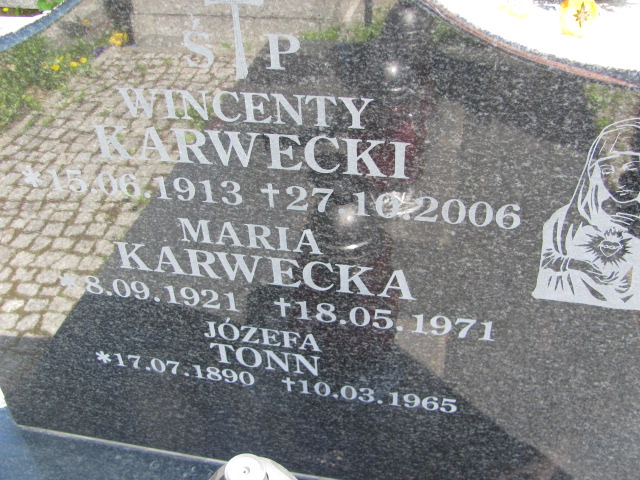 Ś P
WINCENTY
KARWECKI
*15.06.1913 †27.10.2006
MARIA
KARWECKA
*8.09.1921 †18.05.1971
JÓZEFA
TONN
*17.07.1890 †10.03.1965